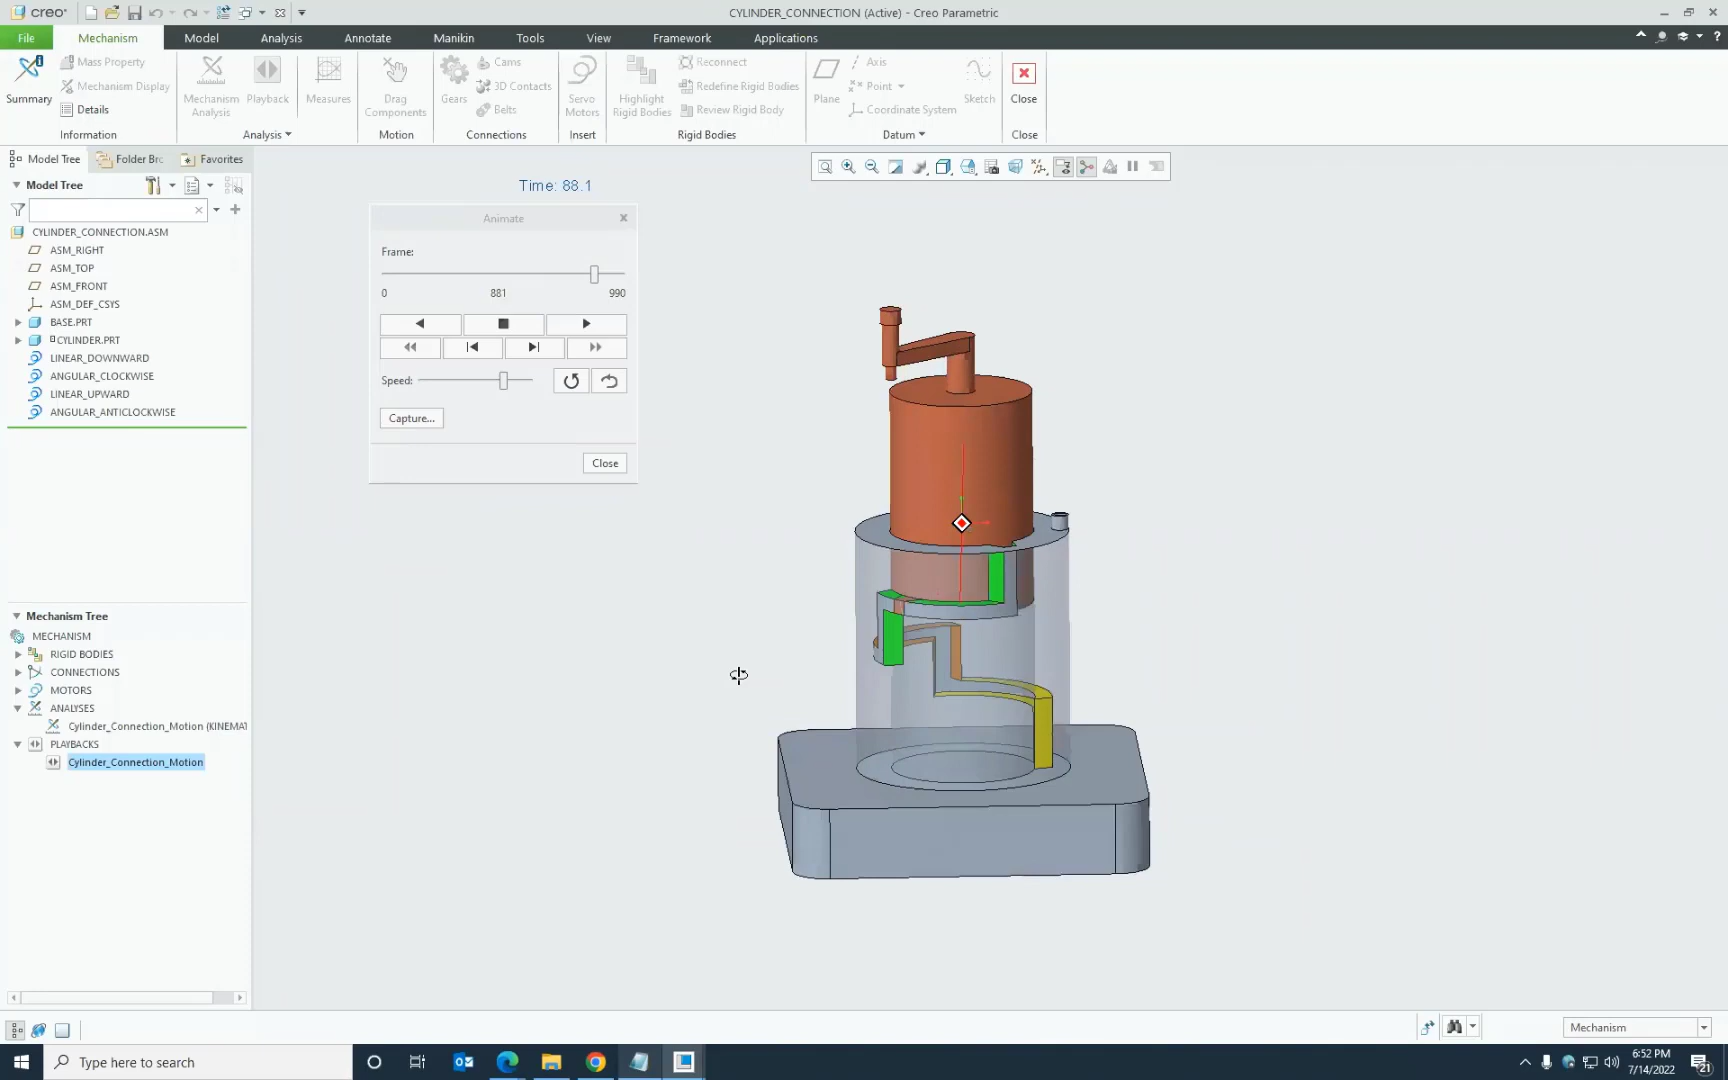 creo
CYLINDER_CONNECTION (Active) - Creo Parametric
File
Mechanism
Model
Analysis
Annotate
Manikin
Tools
View
Framework
Applications
Summary
Mass Property
Mechanism Display
Details
Information
Mechanism
Analysis
Playback
Measures
Analysis
Drag
Components
Motion
Gears
Cams
3D Contacts
Belts
Connections
Servo
Motors
Insert
Highlight
Rigid Bodies
Reconnect
Redefine Rigid Bodies
Review Rigid Body
Rigid Bodies
Plane
Axis
Point
Coordinate System
Sketch
Datum
Close
Close
Model Tree
Folder Brc
Favorites
Model Tree
CYLINDER_CONNECTION.ASM
ASM_RIGHT
ASM_TOP
ASM_FRONT
ASM_DEF_CSYS
BASE.PRT
CYLINDER.PRT
LINEAR_DOWNWARD
ANGULAR_CLOCKWISE
LINEAR_UPWARD
ANGULAR_ANTICLOCKWISE
Mechanism Tree
MECHANISM
RIGID BODIES
CONNECTIONS
MOTORS
ANALYSES
Cylinder_Connection_Motion (KINEMAT
PLAYBACKS
Cylinder_Connection_Motion
Time: 88.1
Animate
Frame:
0 881 990
Speed:
Capture...
Close
Mechanism
Type here to search
6:52 PM
7/14/2022
21